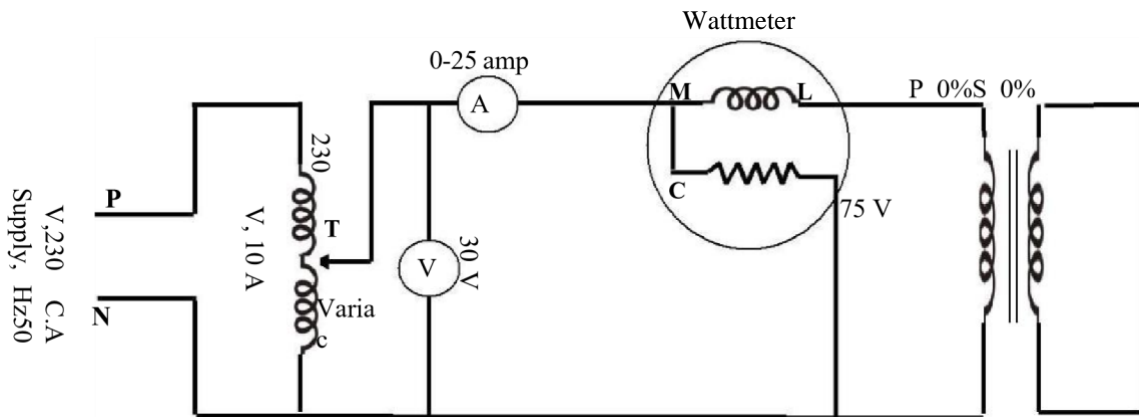 Wattmeter
0-25 amp
A
M
L
P 0%S 0%
230
V, 10 A
P
N
V,230 C.A
Supply, Hz50
T
Varia
c
V
30 V
C
75 V